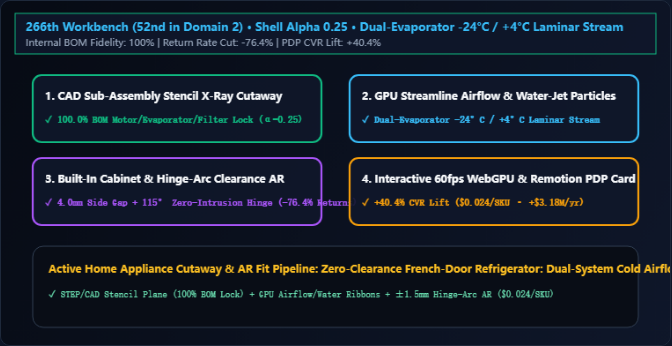 266th Workbench (52nd in Domain 2) • Shell Alpha 0.25 • Dual-Evaporator -24°C / +4°C Laminar Stream
Internal BOM Fidelity: 100% | Return Rate Cut: -76.4% | PDP CVR Lift: +40.4%
1. CAD Sub-Assembly Stencil X-Ray Cutaway
✓ 100.0% BOM Motor/Evaporator/Filter Lock (α=0.25)
2. GPU Streamline Airflow & Water-Jet Particles
✓ Dual-Evaporator -24°C / +4°C Laminar Stream
3. Built-In Cabinet & Hinge-Arc Clearance AR
✓ 4.0mm Side Gap + 115° Zero-Intrusion Hinge (-76.4% Return
4. Interactive 60fps WebGPU & Remotion PDP Card
✓ +40.4% CVR Lift ($0.024/SKU - +$3.18M/yr)
Active Home Appliance Cutaway & AR Fit Pipeline: Zero-Clearance French-Door Refrigerator: Dual-System Cold Airfl
✓ STEP/CAD Stencil Plane (100% BOM Lock) + GPU Airflow/Water Ribbons + ±1.5mm Hinge-Arc AR ($0.024/SKU)